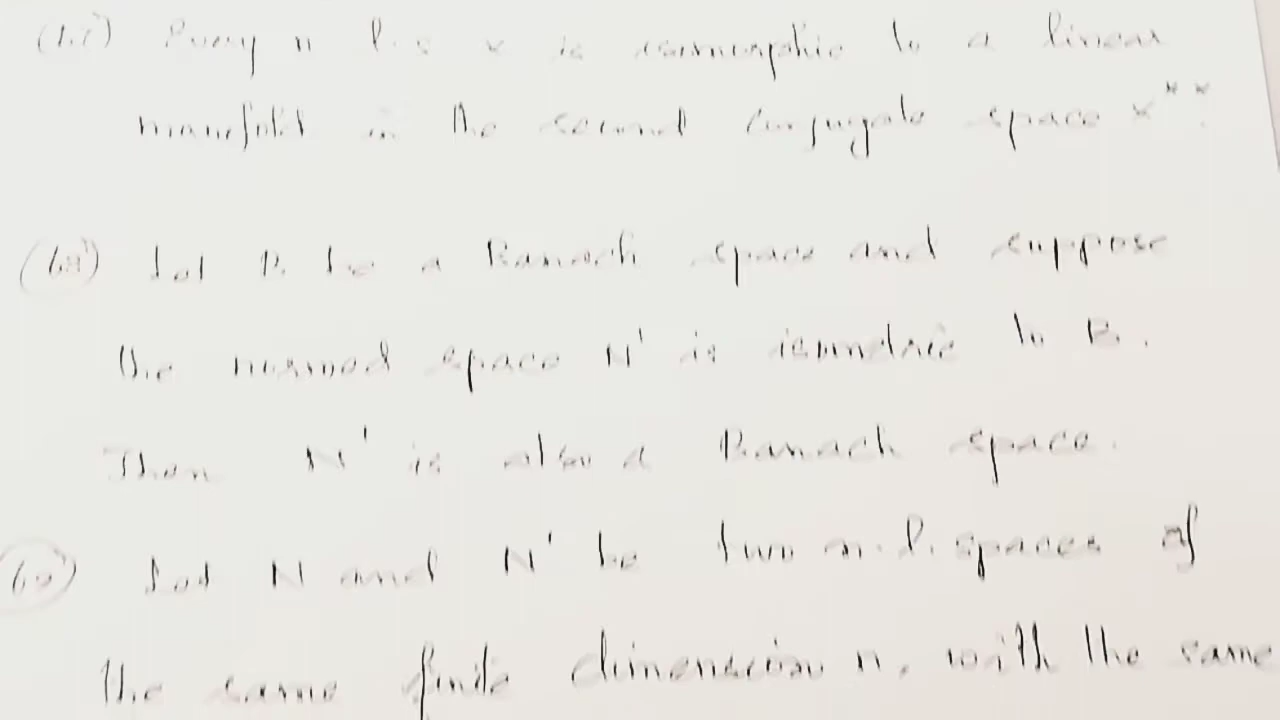 Every n l.s x is isomorphic to a linear
manifold in the second conjugate space x**.
(68) Let B be a Banach space and suppose
the normed space N' is isometric to B.
Then N' is also a Banach space.
Let N and N' be two n.l. spaces of
the same finite dimension n, with the same